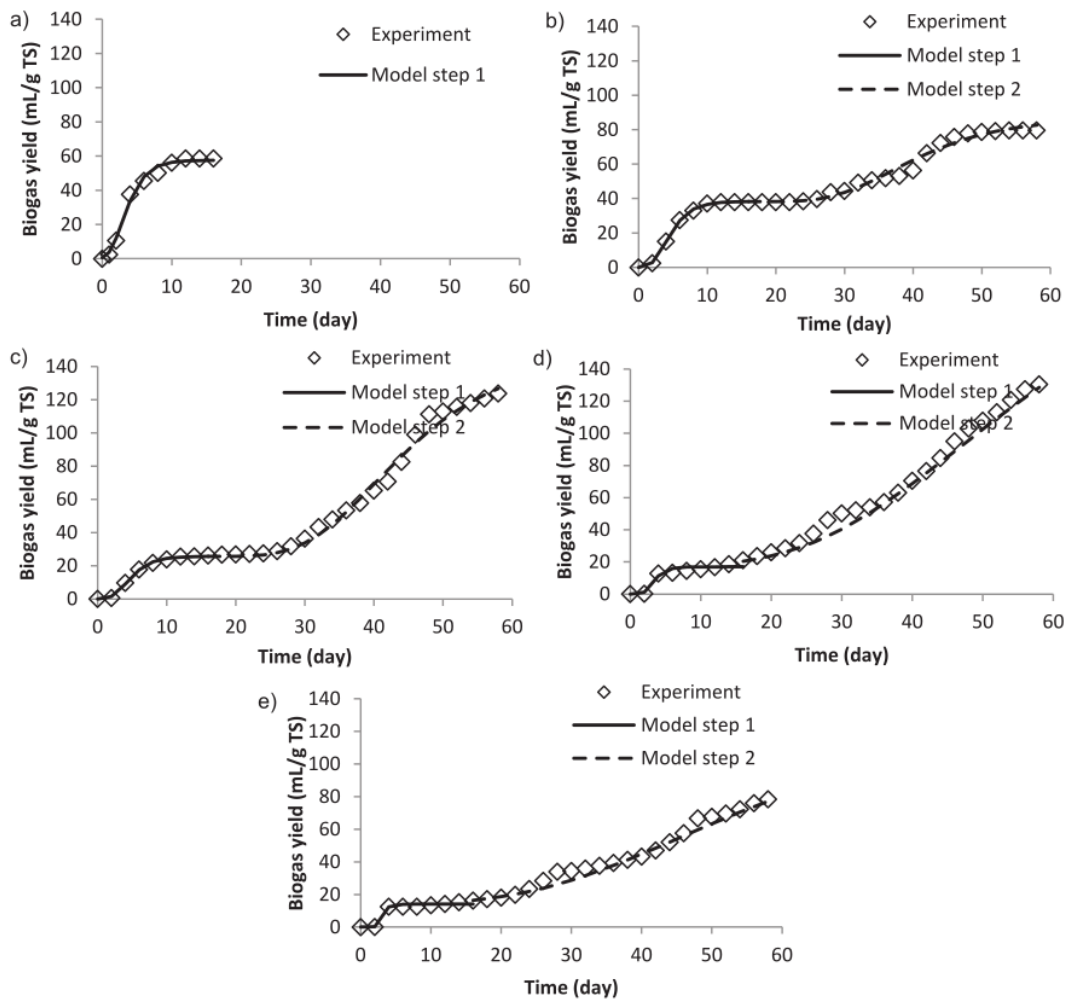 a)
140
120
100
80
60
40
20
0
Biogas yield (mL/g TS)
Experiment
Model step 1
0 10 20 30 40 50 60
Time (day)
b)
140
120
100
80
60
40
20
0
Biogas yield (mL/g TS)
Experiment
Model step 1
Model step 2
0 10 20 30 40 50 60
Time (day)
c)
140
120
100
80
60
40
20
0
Biogas yield (mL/g TS)
Experiment
Model step 1
Model step 2
0 10 20 30 40 50 60
Time (day)
d)
140
120
100
80
60
40
20
0
Biogas yield (mL/g TS)
Experiment
Model step 1
Model step 2
0 10 20 30 40 50 60
Time (day)
e)
140
120
100
80
60
40
20
0
Biogas yield (mL/g TS)
Experiment
Model step 1
Model step 2
0 10 20 30 40 50 60
Time (day)